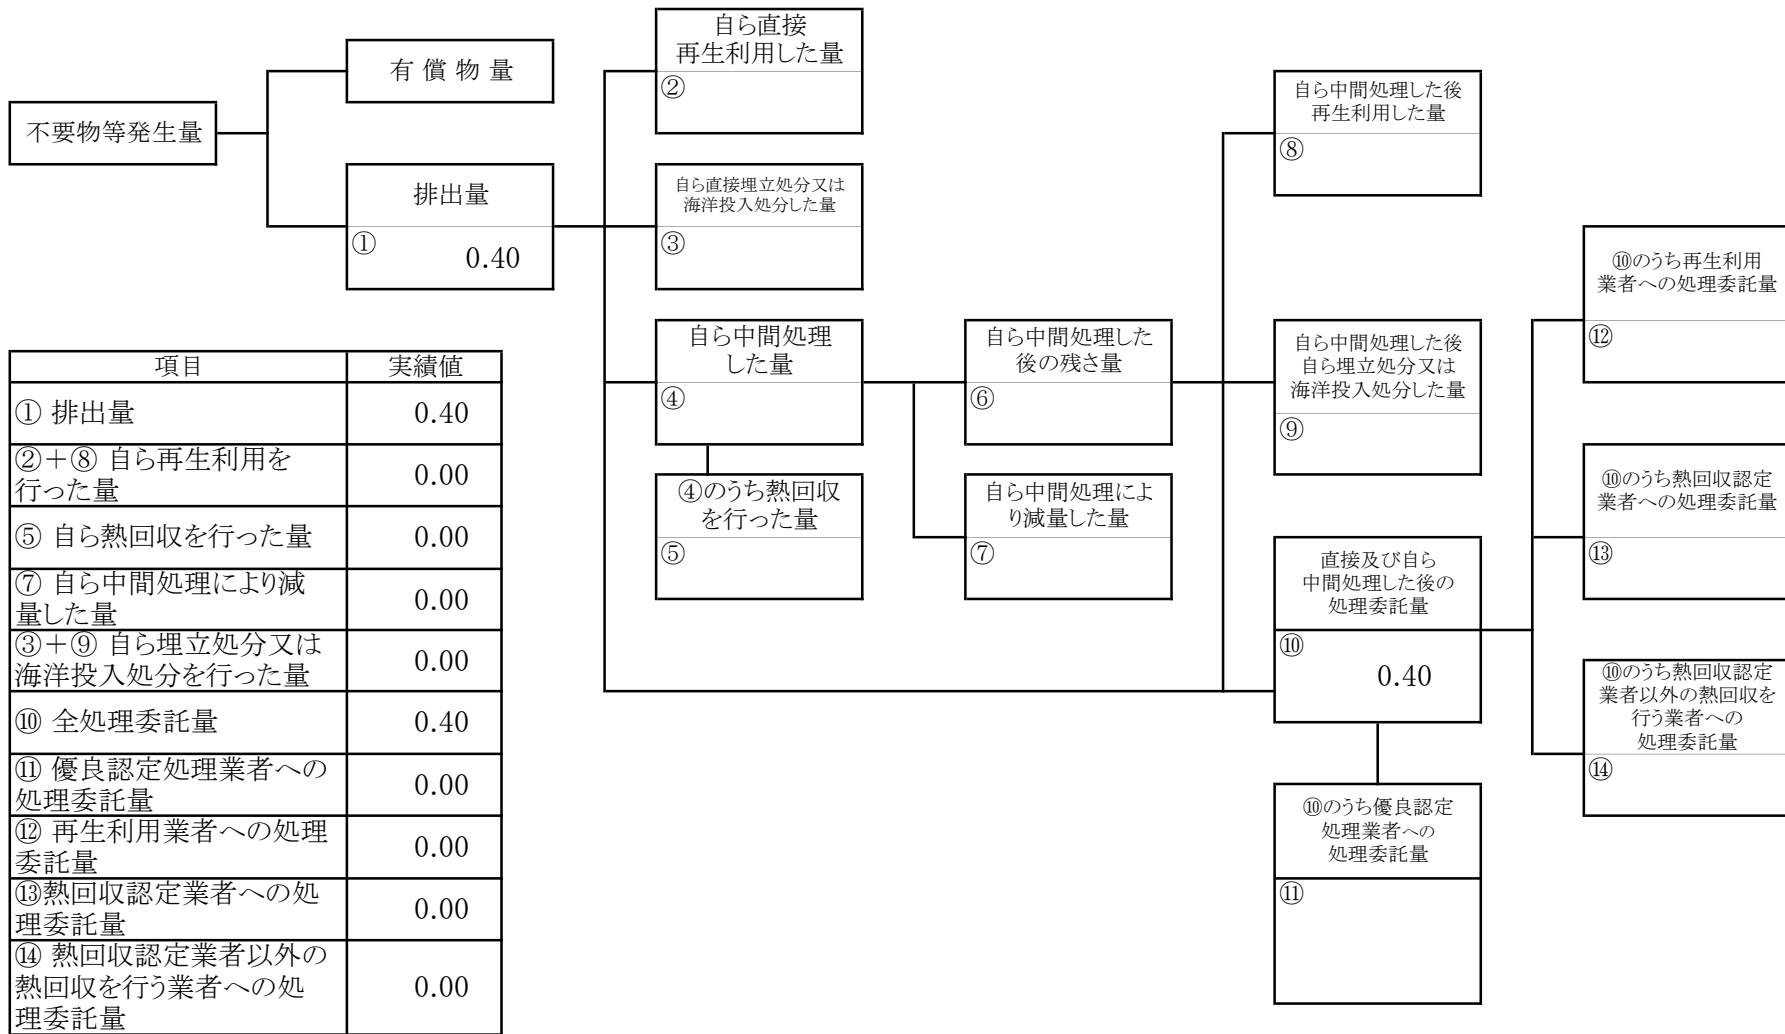 自ら直接
再生利用した量
②
有償物量
不要物等発生量
排出量
①
0.40
自ら直接埋立処分又は
海洋投入処分した量
③
自ら中間処理した後
再生利用した量
⑧
自ら中間処理
した量
④
自ら中間処理した
後の残さ量
⑥
自ら中間処理した後
自ら埋立処分又は
海洋投入処分した量
⑨
⑩のうち再生利用
業者への処理委託量
⑫
④のうち熱回収
を行った量
⑤
自ら中間処理によ
り減量した量
⑦
直接及び自ら
中間処理した後の
処理委託量
⑩
0.40
⑩のうち熱回収認定
業者への処理委託量
⑬
⑩のうち熱回収認定
業者以外の熱回収を
行う業者への
処理委託量
⑭
⑩のうち優良認定
処理業者への
処理委託量
⑪
項目 実績値
① 排出量 0.40
②+⑧ 自ら再生利用を
行った量 0.00
⑤ 自ら熱回収を行った量 0.00
⑦ 自ら中間処理により減
量した量 0.00
③+⑨ 自ら埋立処分又は
海洋投入処分を行った量 0.00
⑩ 全処理委託量 0.40
⑪ 優良認定処理業者への
処理委託量 0.00
⑫ 再生利用業者への処理
委託量 0.00
⑬熱回収認定業者への処
理委託量 0.00
⑭ 熱回収認定業者以外の
熱回収を行う業者への処
理委託量 0.00